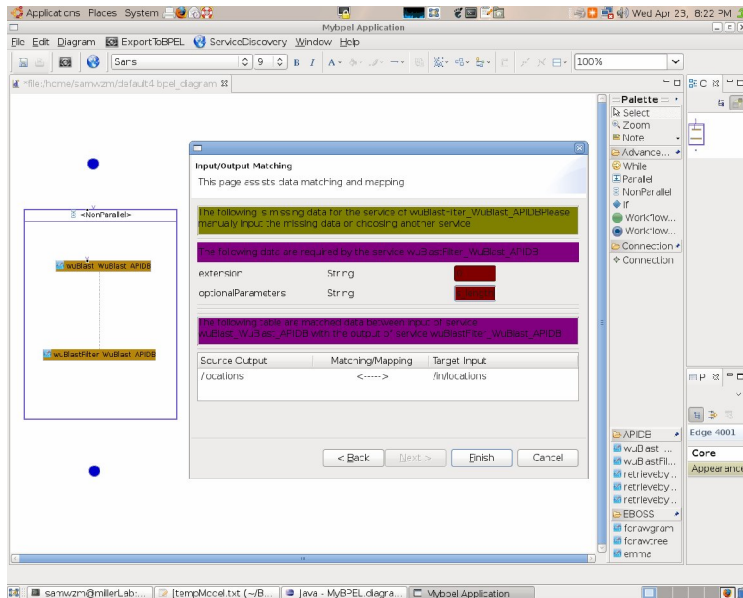 Applications Places System Wed Apr 23, 8:22 PM
Mybpel Application
File Edit Diagram ExportToBPEL ServiceDiscovery Window Help
Sans 9 B I A 100%
*file:/home/samwzm/default4.bpel_diagram
Palette
Select
Zoom
Note
Advance...
While
Parallel
NonParallel
If
Workflow...
Workflow...
Connection
Connection
<NonParallel>
wuBlast_WuBlast_APIDB
wuBlastFilter_WuBlast_APIDB
Input/Output Matching
This page assists data matching and mapping
The following is missing data for the service of wuBlastFilter_WuBlast_APIDBPlease
manually input the missing data or choosing another
service
The following data are required by the service wuBlastFilter_WuBlast_APIDB
extension String
optionalParameters String
The following table are matched data between input of service
wuBlast_WuBlast_APIDB with the output of service wuBlastFilter_WuBlast_APIDB
Source Output Matching/Mapping Target Input
/locations <-----> /in/locations
< Back Next > Finish Cancel
APIDB
wuBlast_...
wuBlastFil...
retrieveby...
retrieveby...
retrieveby...
EBOSS
fdrawgram
fdrawtree
emma
C
P
Edge 4001
Core
Appearance
samwzm@millerLab:... [tempModel.txt (~/B... Java - MyBPEL.diagra... Mybpel Application